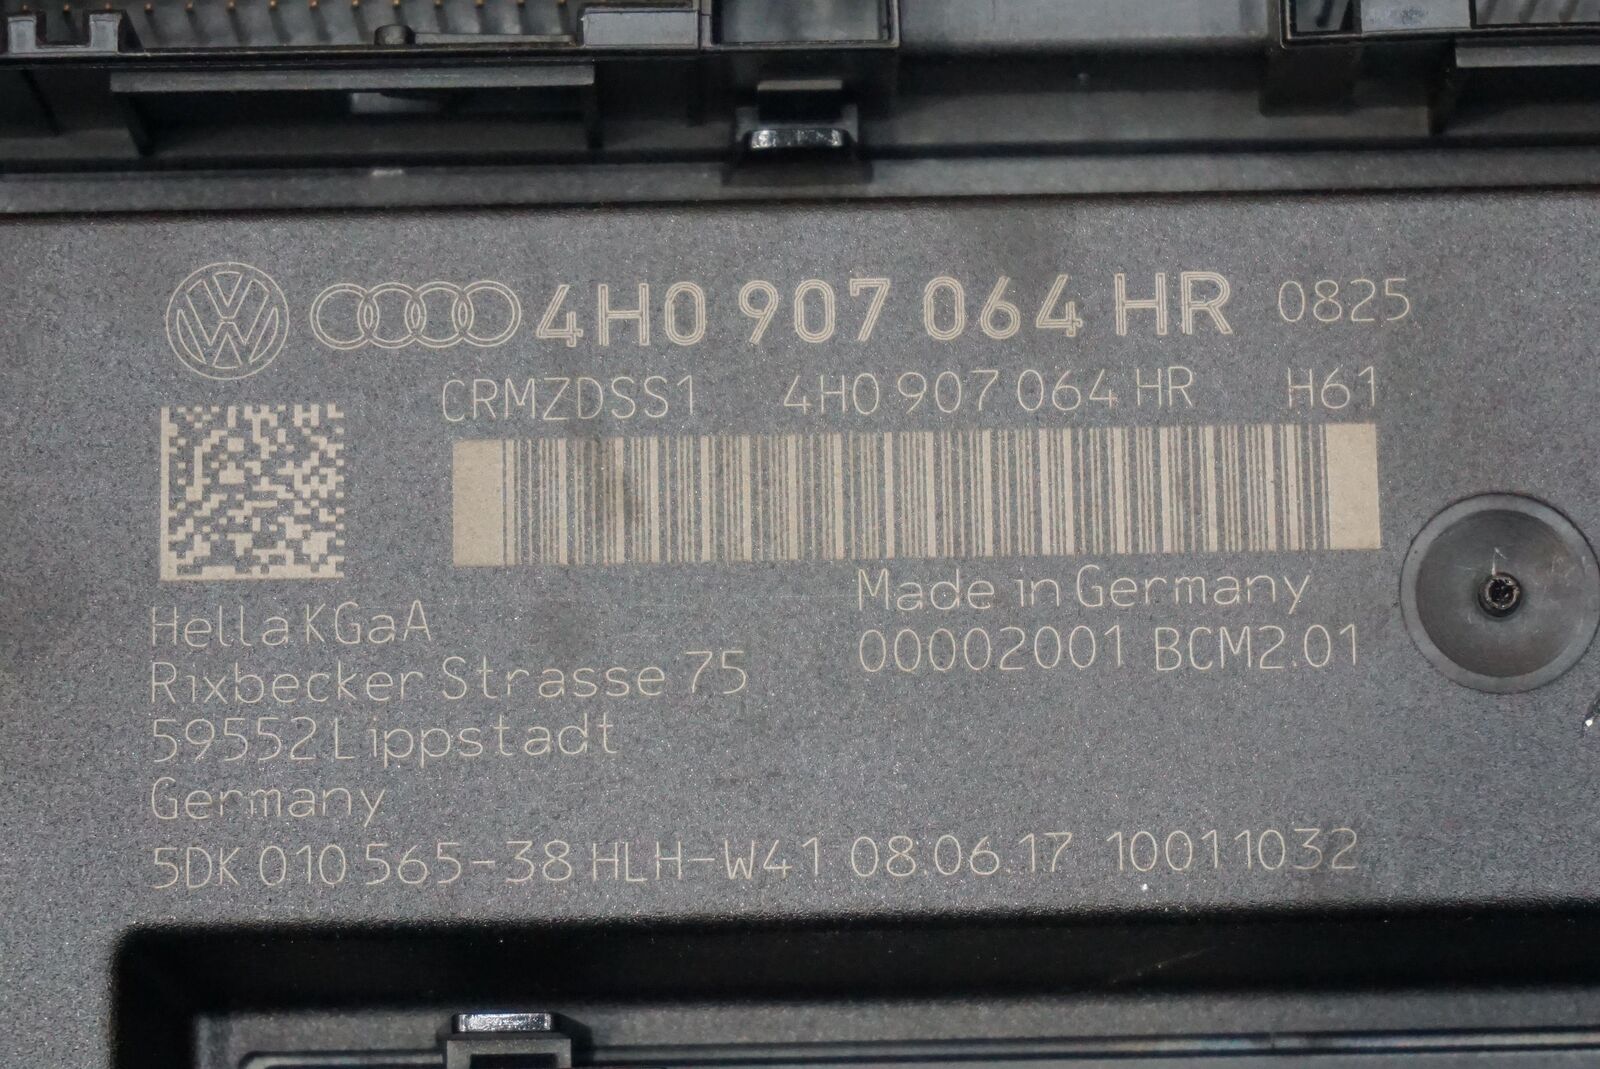 4H0 907 064 HR 0825
CRMZDSS1 4H0 907 064 HR H61
Made in Germany
00002001 BCM2.01
Hella KGaA
Rixbecker Strasse 75
59552 Lippstadt
Germany
5DK 010 565-38 HLH-W41 08.06.17 10011032